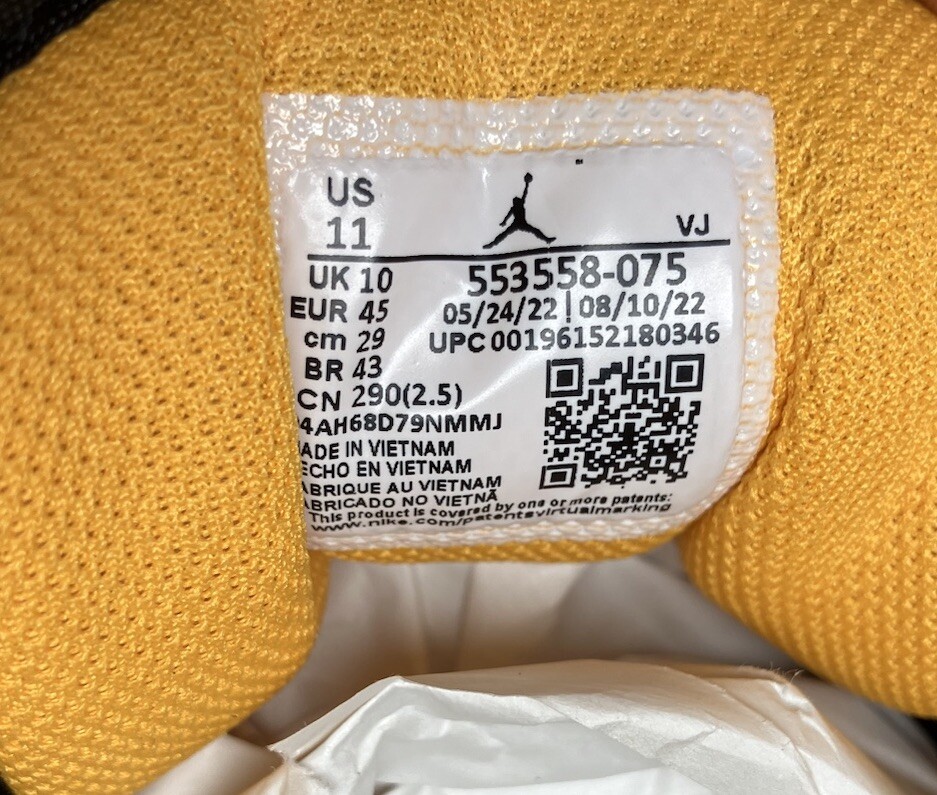 US
11
VJ
UK 10
553558-075
EUR 45
05/24/22 | 08/10/22
cm 29
UPC 00196152180346
BR 43
CN 290(2.5)
4AH68D79NMMJ
ADE IN VIETNAM
ECHO EN VIETNAM
ABRIQUE AU VIETNAM
ABRICADO NO VIETNÃ
This product is covered by one or more patents:
www.nike.com/patentsvirtualmarking